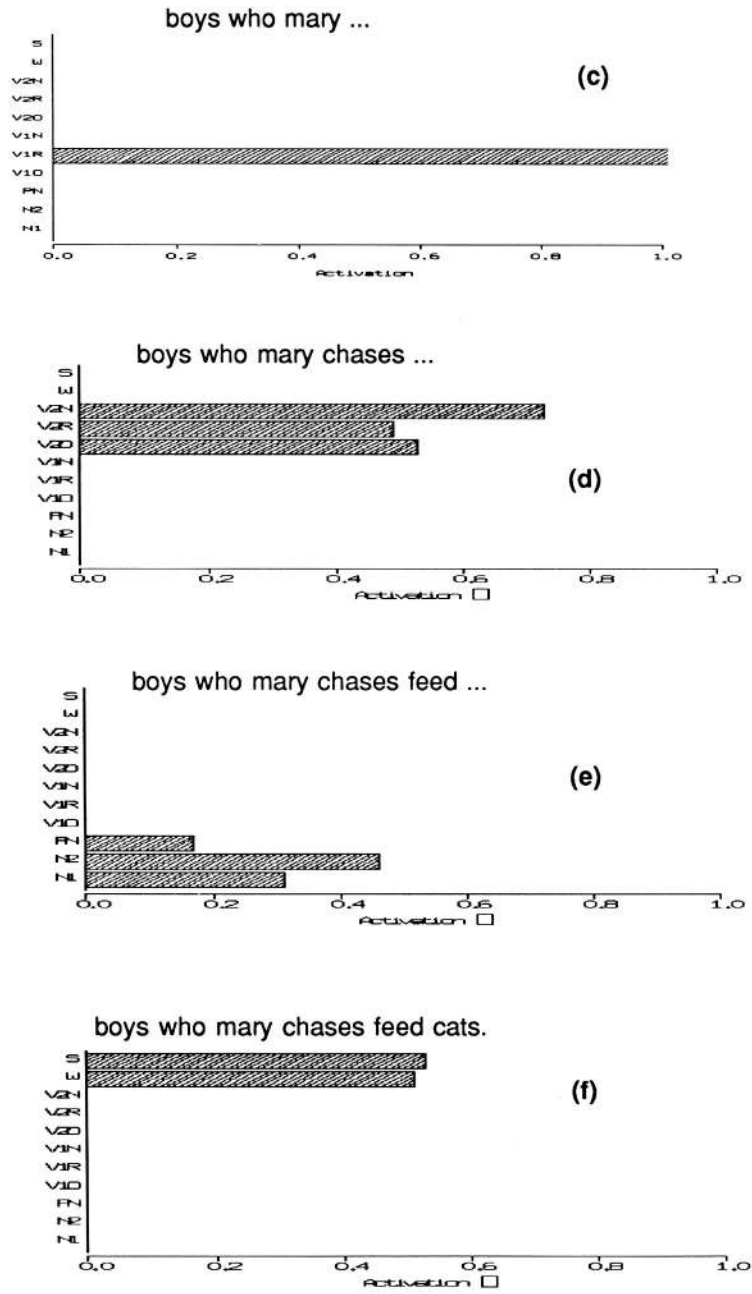 boys who mary ...
(c)
S
W
V2N
V2R
V2O
V1N
V1R
V1O
PN
N2
N1
0.0 0.2 0.4 0.6 0.8 1.0
Activation
boys who mary chases ...
(d)
S
W
V2N
V2R
V2O
V1N
V1R
V1O
PN
N2
N1
0.0 0.2 0.4 0.6 0.8 1.0
Activation
boys who mary chases feed ...
(e)
S
W
V2N
V2R
V2O
V1N
V1R
V1O
PN
N2
N1
0.0 0.2 0.4 0.6 0.8 1.0
Activation
boys who mary chases feed cats.
(f)
S
W
V2N
V2R
V2O
V1N
V1R
V1O
PN
N2
N1
0.0 0.2 0.4 0.6 0.8 1.0
Activation